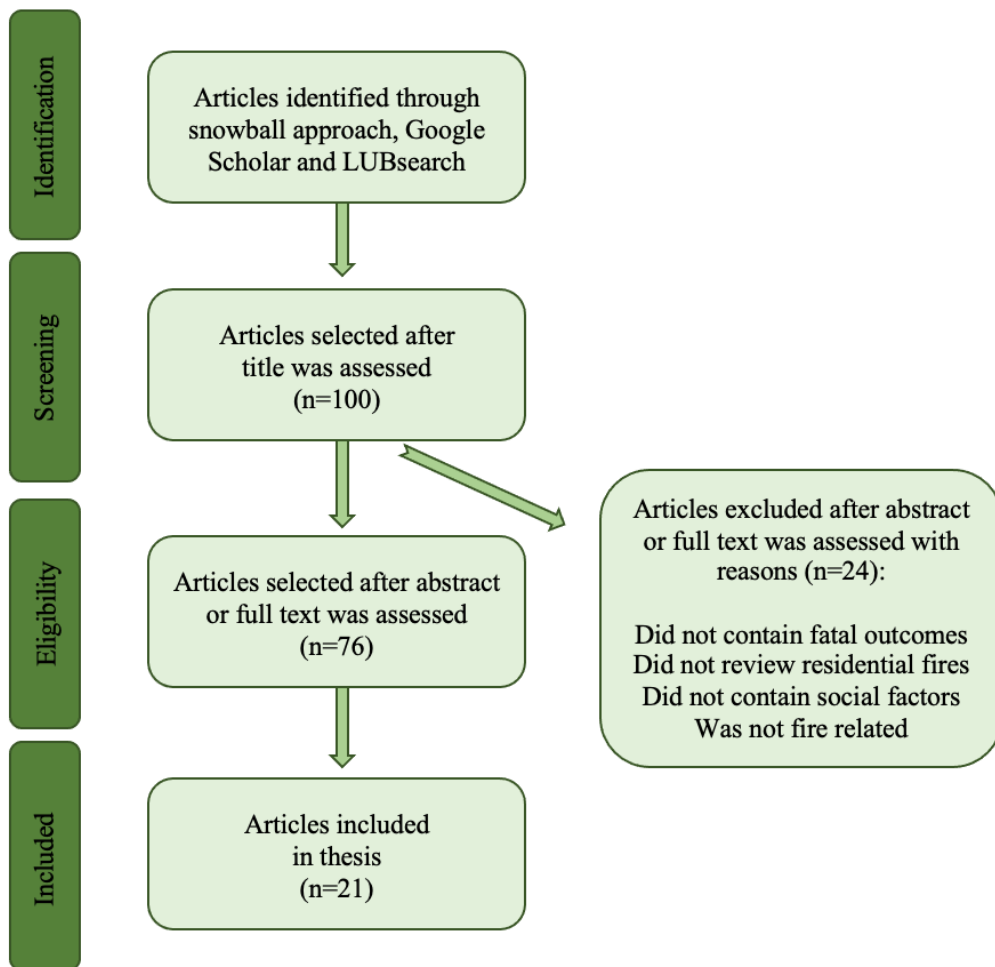 Identification
Articles identified through
snowball approach, Google
Scholar and LUBsearch
Screening
Articles selected after
title was assessed
(n=100)
Eligibility
Articles selected after abstract
or full text was assessed
(n=76)
Articles excluded after abstract
or full text was assessed with
reasons (n=24):
Did not contain fatal outcomes
Did not review residential fires
Did not contain social factors
Was not fire related
Included
Articles included
in thesis
(n=21)